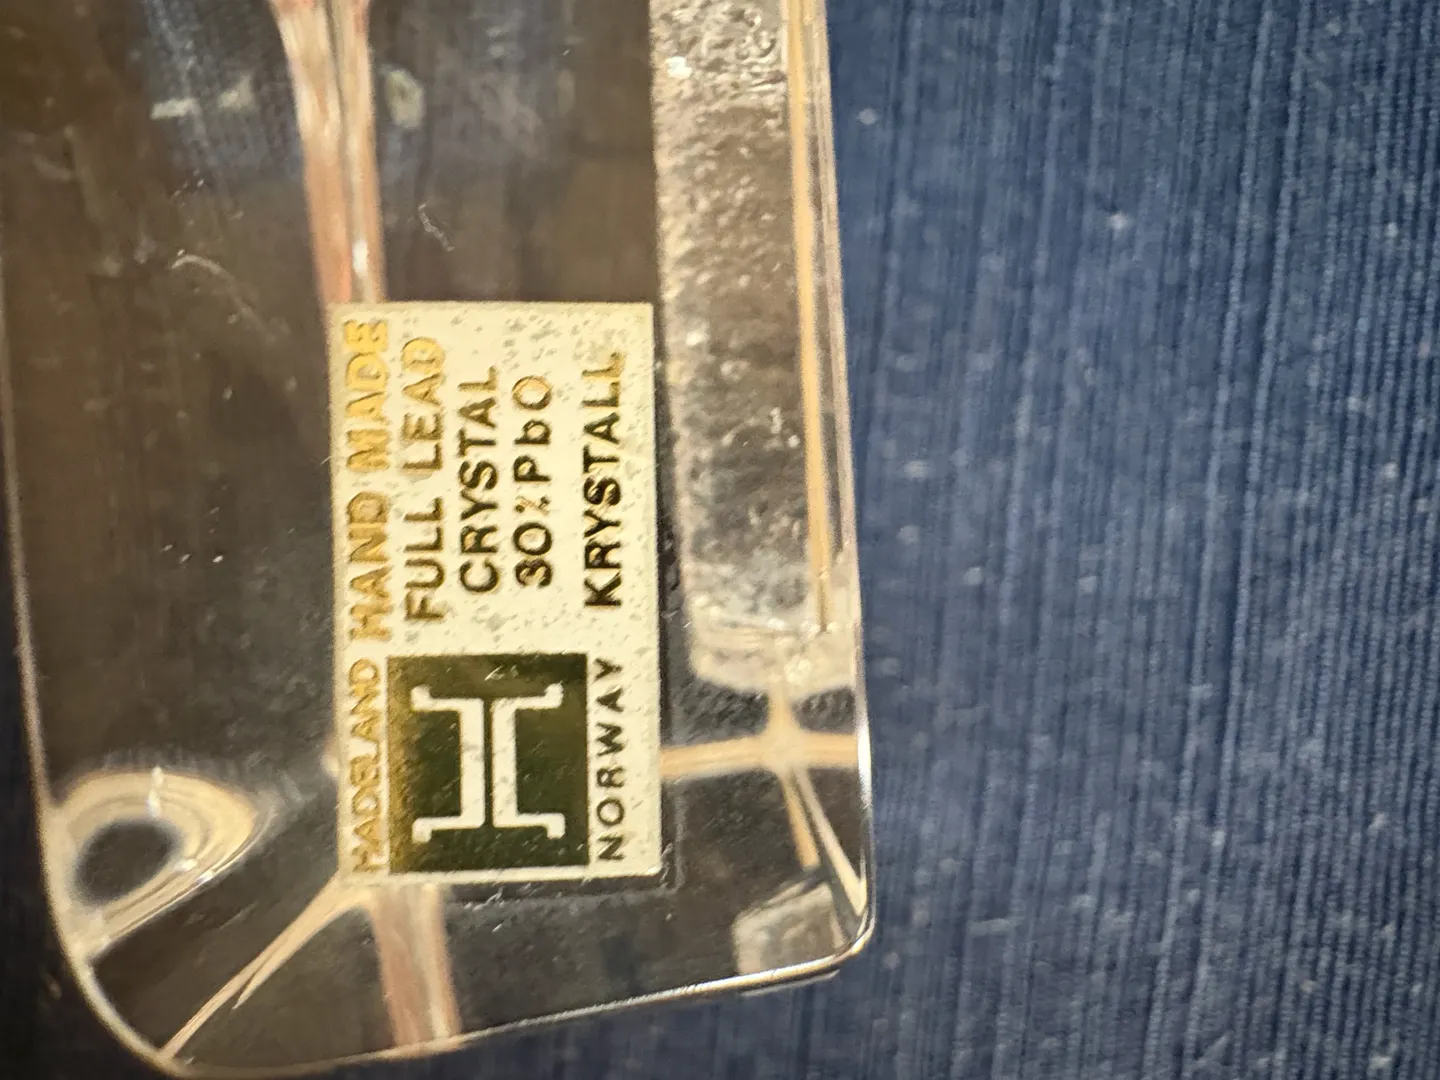 HADELAND HAND MADE
FULL LEAD
CRYSTAL
30% PbO
NORWAY KRYSTALL